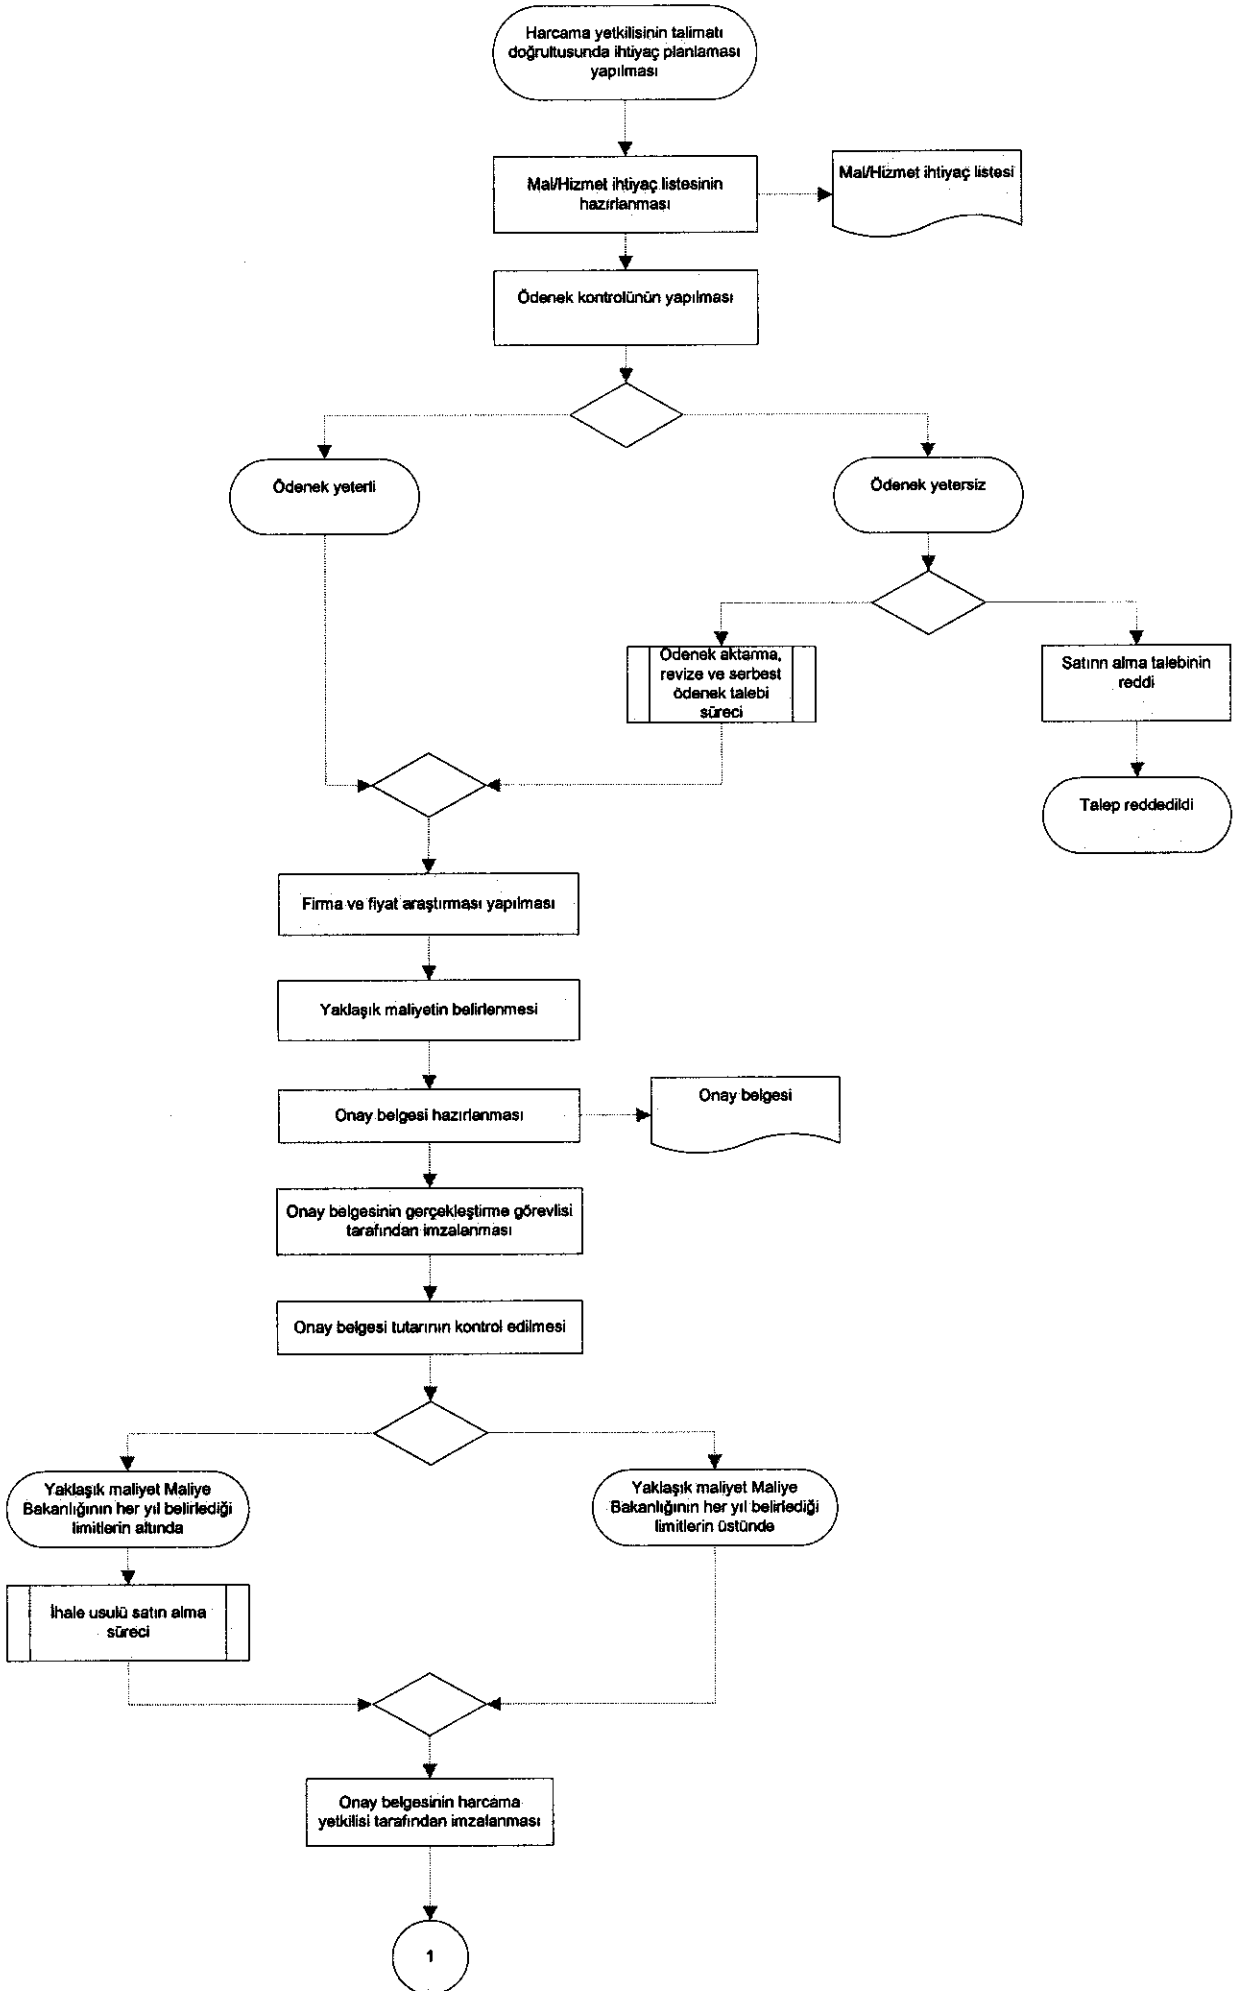 Harcama yetkilisinin talimatı
doğrultusunda ihtiyaç planlaması
yapılması
Mal/Hizmet ihtiyaç listesinin
hazırlanması
Mal/Hizmet ihtiyaç listesi
Ödenek kontrolünün yapılması
Ödenek yeterli
Ödenek yetersiz
Ödenek aktarma,
revize ve serbest
ödenek talebi
süreci
Satınn alma talebinin
reddi
Talep reddedildi
Firma ve fiyat araştırması yapılması
Yaklaşık maliyetin belirlenmesi
Onay belgesi hazırlanması
Onay belgesi
Onay belgesinin gerçekleştirme görevlisi
tarafından imzalanması
Onay belgesi tutarının kontrol edilmesi
Yaklaşık maliyet Maliye
Bakanlığının her yıl belirlediği
limitlerin altında
Yaklaşık maliyet Maliye
Bakanlığının her yıl belirlediği
limitlerin üstünde
İhale usulü satın alma
süreci
Onay belgesinin harcama
yetkilisi tarafından imzalanması
1